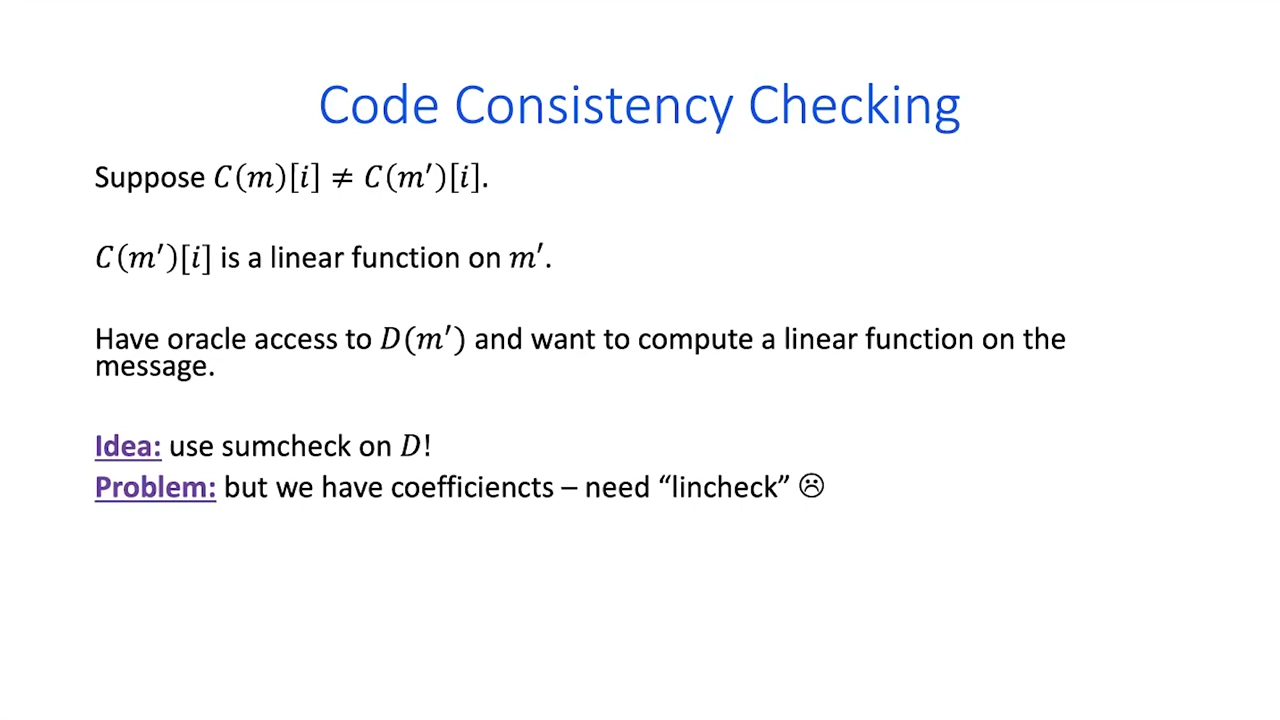 Code Consistency Checking
Suppose C(m)[i] ≠ C(m′)[i].
C(m′)[i] is a linear function on m′.
Have oracle access to D(m′) and want to compute a linear function on the
message.
Idea: use sumcheck on D!
Problem: but we have coefficiencts – need “lincheck” ☹